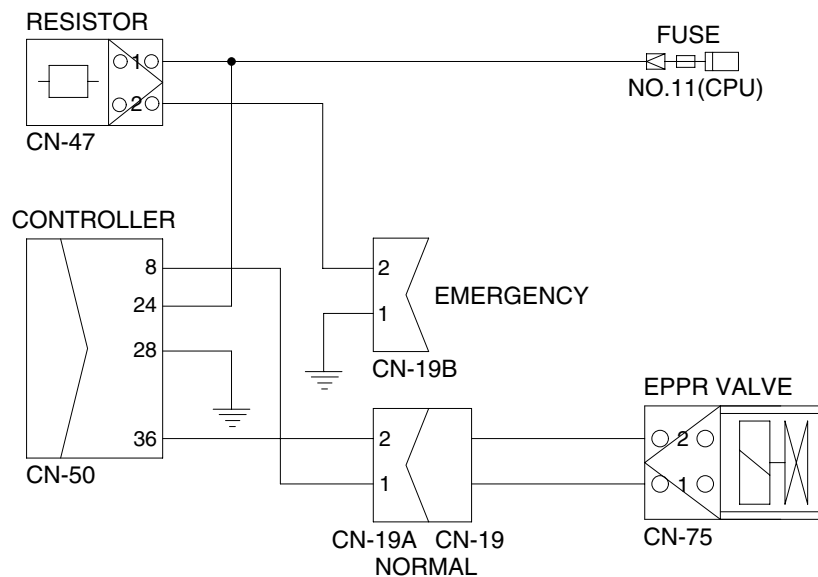 RESISTOR
FUSE
1
2
NO.11(CPU)
CN-47
CONTROLLER
8
2
24
EMERGENCY
1
28
CN-19B
EPPR VALVE
36
2
2
1
1
CN-50
CN-19A CN-19
CN-75
NORMAL